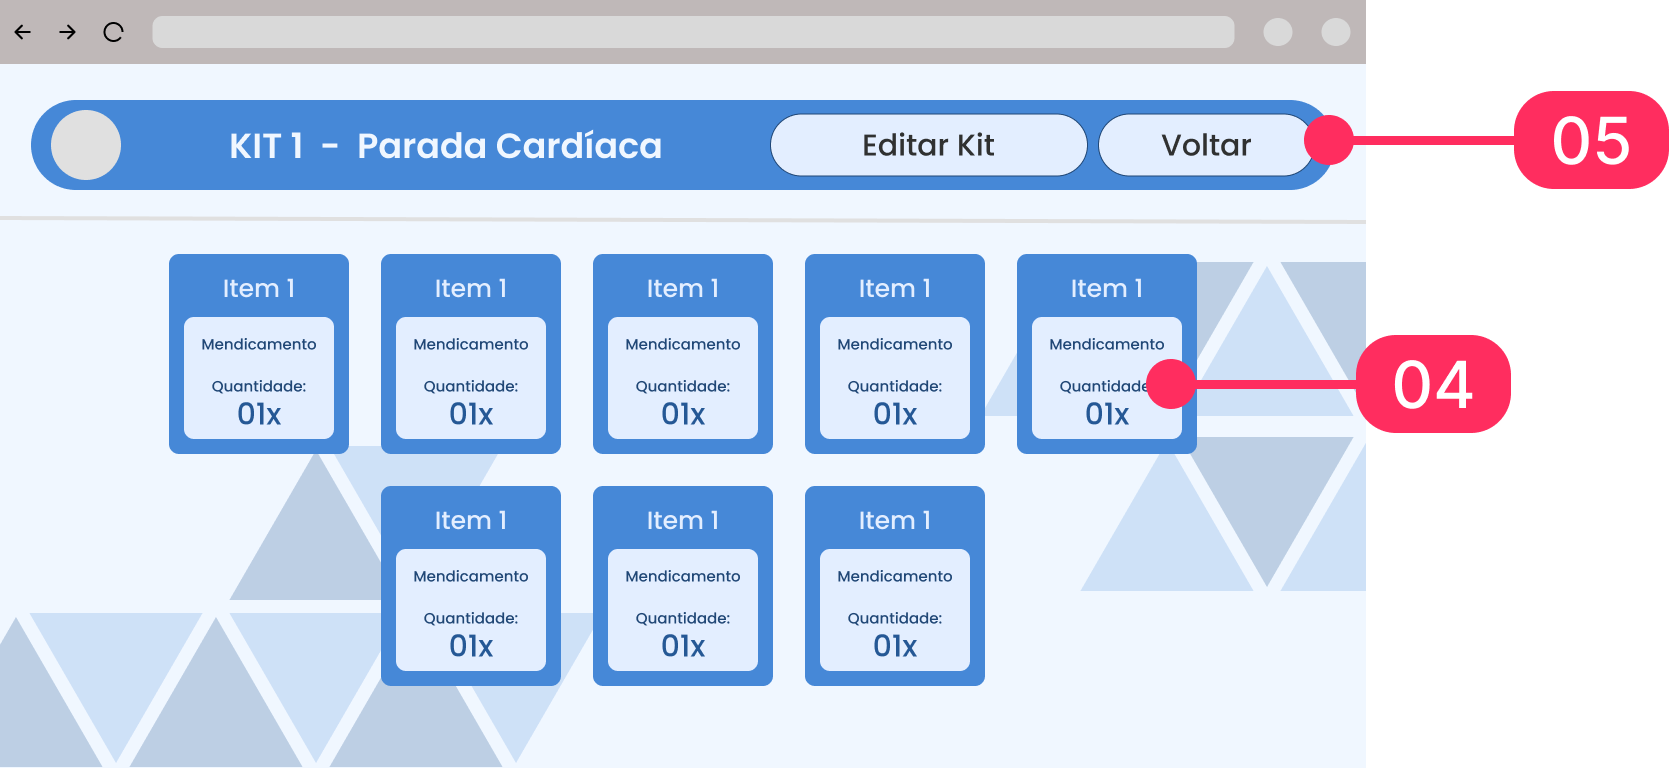 KIT 1 - Parada Cardíaca
Editar Kit
Voltar
05
Item 1
Mendicamento
Quantidade:
01x
Item 1
Mendicamento
Quantidade:
01x
Item 1
Mendicamento
Quantidade:
01x
Item 1
Mendicamento
Quantidade:
01x
Item 1
Mendicamento
Quantidade
01x
04
Item 1
Mendicamento
Quantidade:
01x
Item 1
Mendicamento
Quantidade:
01x
Item 1
Mendicamento
Quantidade:
01x